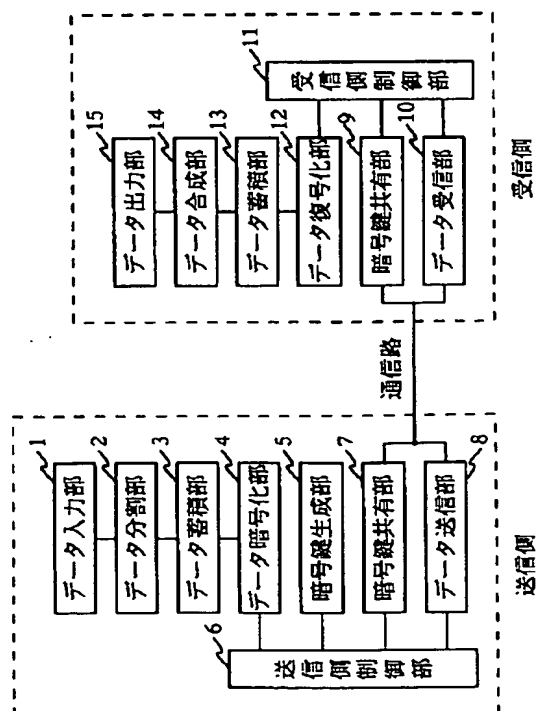 データ入力部 1
データ分割部 2
データ蓄積部 3
データ暗号化部 4
暗号鍵生成部 5
送信側制御部 6
暗号鍵共有部 7
データ送信部 8
送信側
通信路
データ出力部 15
データ合成部 14
データ蓄積部 13
データ復号化部 12
受信側制御部 11
暗号鍵共有部 9
データ受信部 10
受信側